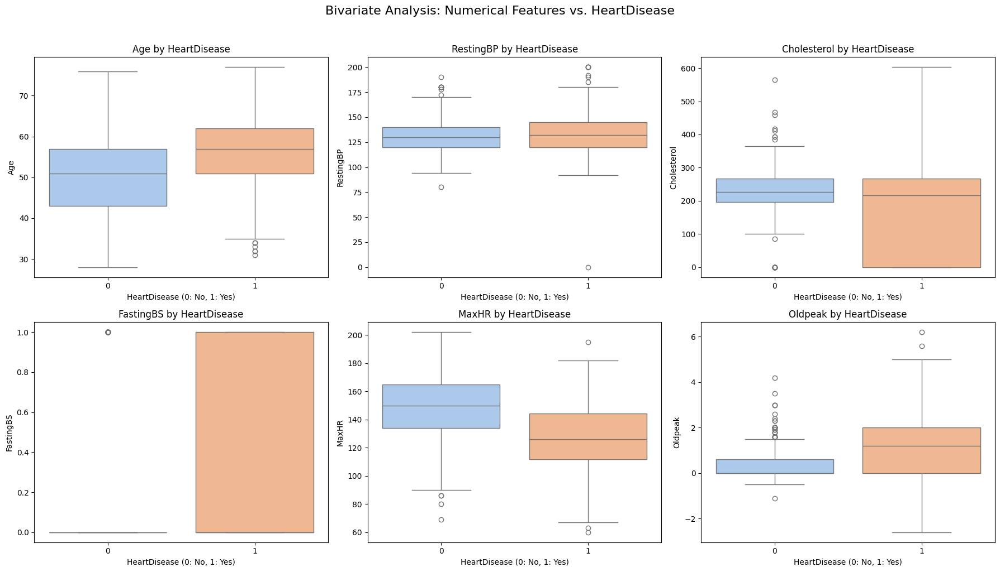 Bivariate Analysis: Numerical Features vs. HeartDisease
Age by HeartDisease
Age
70
60
50
40
30
0
1
HeartDisease (0: No, 1: Yes)
RestingBP by HeartDisease
RestingBP
200
175
150
125
100
75
50
25
0
0
1
HeartDisease (0: No, 1: Yes)
Cholesterol by HeartDisease
Cholesterol
600
500
400
300
200
100
0
0
1
HeartDisease (0: No, 1: Yes)
FastingBS by HeartDisease
FastingBS
1.0
0.8
0.6
0.4
0.2
0.0
0
1
HeartDisease (0: No, 1: Yes)
MaxHR by HeartDisease
MaxHR
200
180
160
140
120
100
80
60
0
1
HeartDisease (0: No, 1: Yes)
Oldpeak by HeartDisease
Oldpeak
6
4
2
0
−2
0
1
HeartDisease (0: No, 1: Yes)